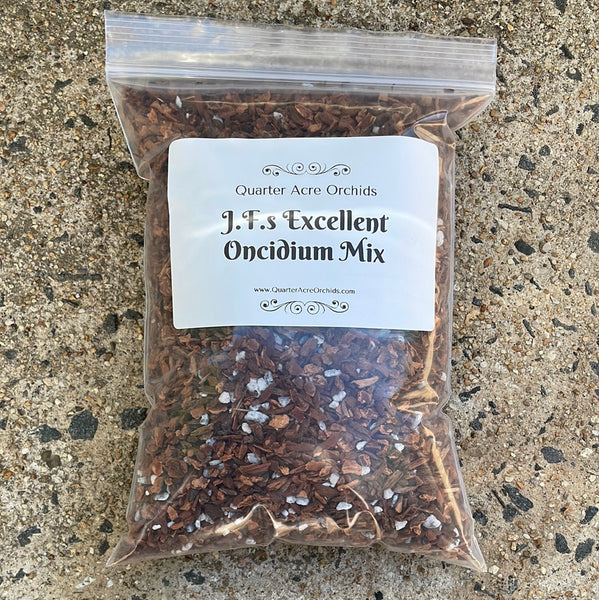 Quarter Acre Orchids
J.F.s Excellent
Oncidium Mix
www.QuarterAcreOrchids.com